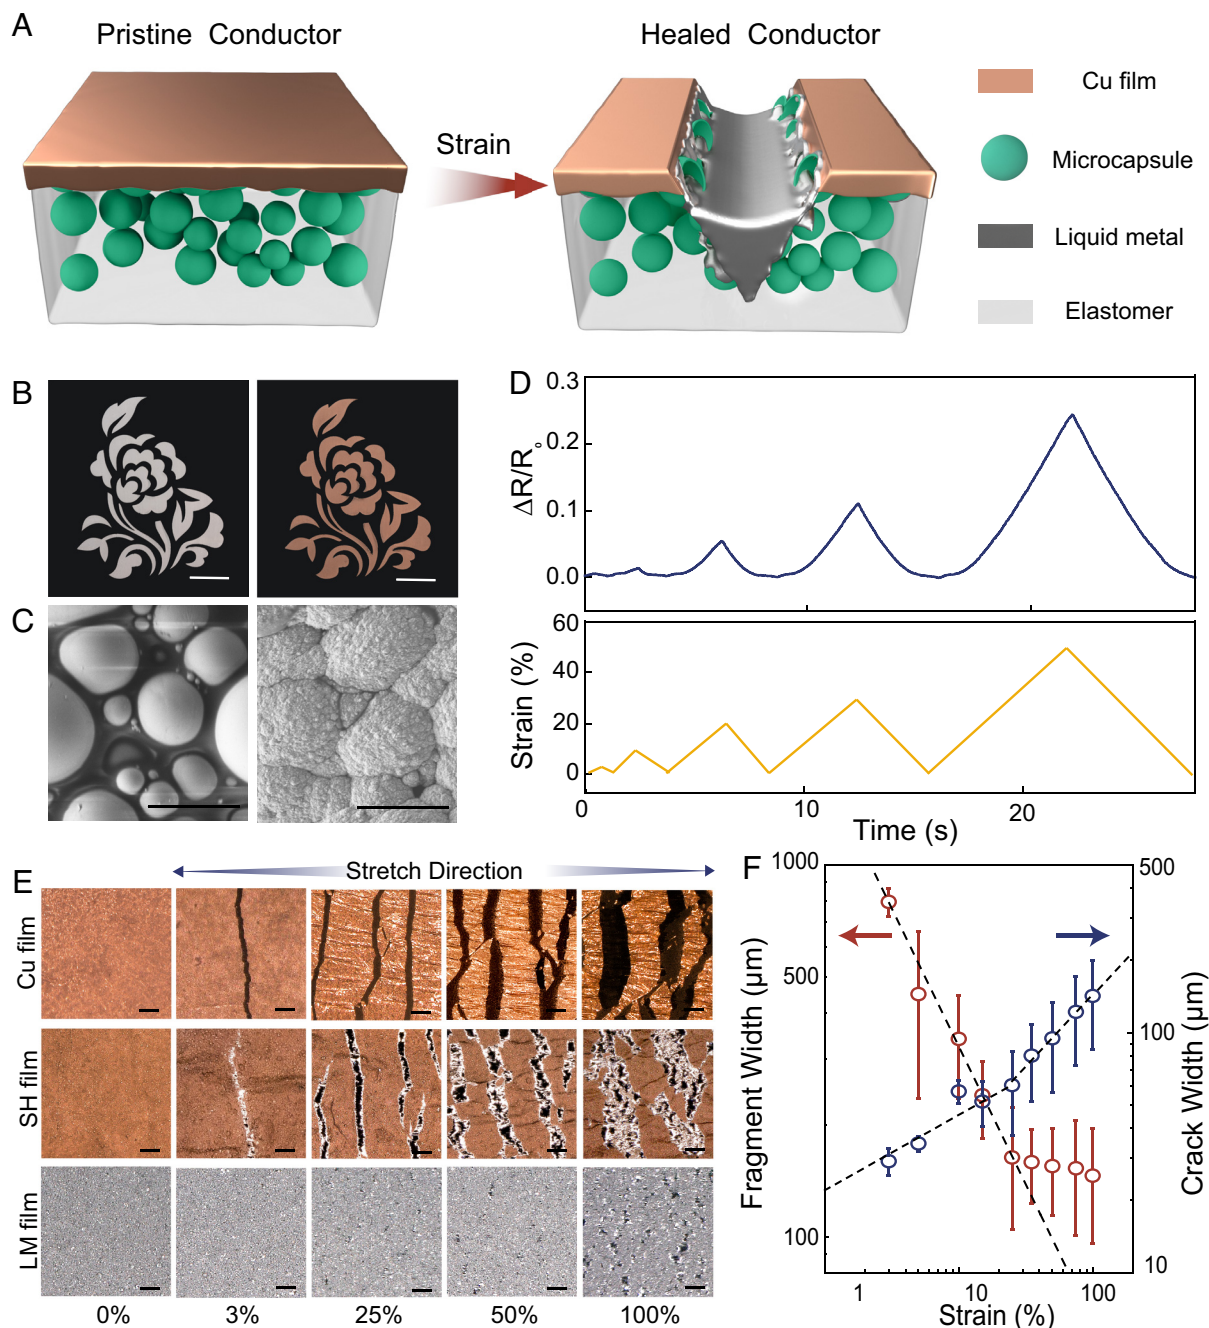 A
Pristine Conductor
Healed Conductor
Strain
Cu film
Microcapsule
Liquid metal
Elastomer
B
C
D
ΔR/R₀
0.3
0.2
0.1
0.0
Strain (%)
60
40
20
0
0
10
20
Time (s)
E
Stretch Direction
Cu film
SH film
LM film
0%
3%
25%
50%
100%
F
Fragment Width (μm)
1000
500
100
Crack Width (μm)
500
100
10
1
10
100
Strain (%)